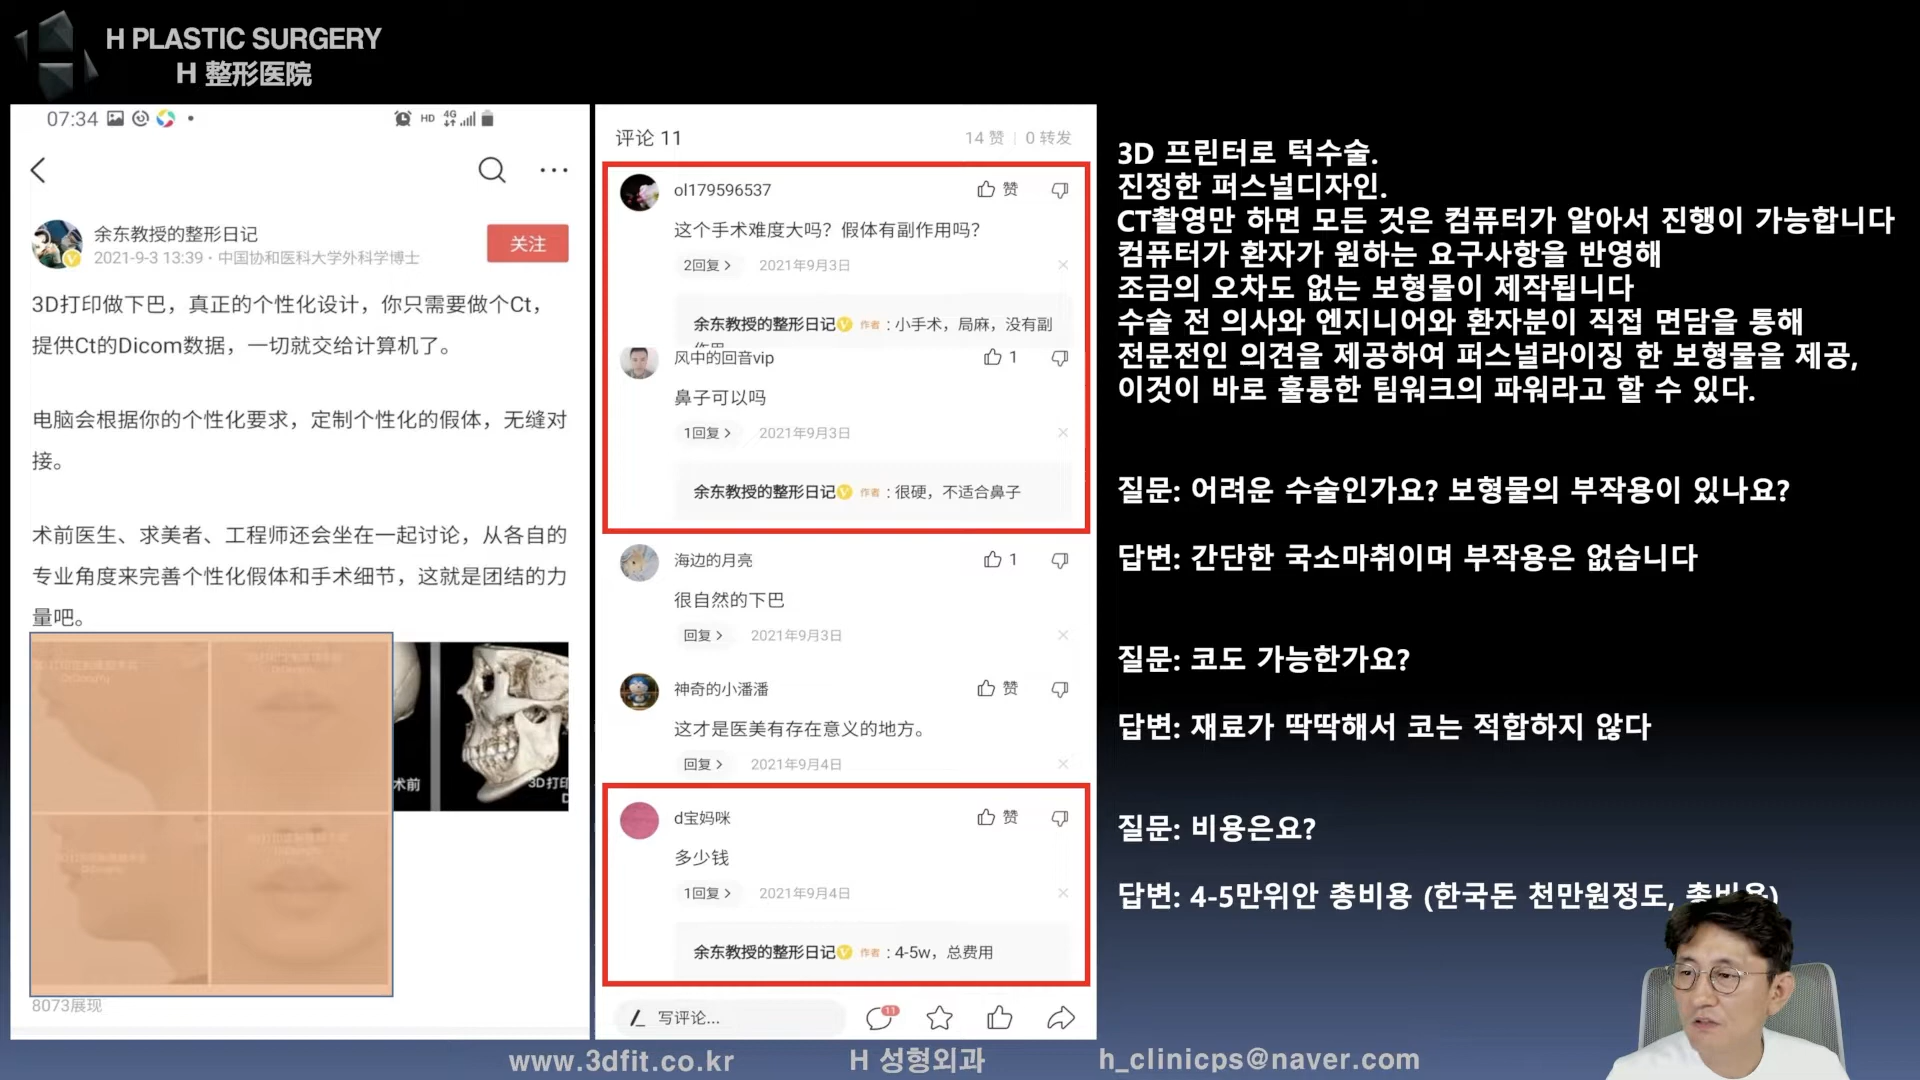 H PLASTIC SURGERY
H 整形医院
07:34
HD 4G
余东教授的整形日记
2021-9-3 13:39・中国协和医科大学外科学博士
关注
3D打印做下巴，真正的个性化设计，你只需要做个Ct，
提供Ct的Dicom数据，一切就交给计算机了。
电脑会根据你的个性化要求，定制个性化的假体，无缝对
接。
术前医生、求美者、工程师还会坐在一起讨论，从各自的
专业角度来完善个性化假体和手术细节，这就是团结的力
量吧。
术前
3D打印
8073展现
评论 11
14 赞 | 0 转发
ol179596537
赞
这个手术难度大吗？假体有副作用吗？
2回复 >
2021年9月3日
余东教授的整形日记 作者：小手术，局麻，没有副
风中的回音vip
1
鼻子可以吗
1回复 >
2021年9月3日
余东教授的整形日记 作者：很硬，不适合鼻子
海边的月亮
1
很自然的下巴
回复 >
2021年9月3日
神奇的小潘潘
赞
这才是医美有存在意义的地方。
回复 >
2021年9月4日
d宝妈咪
赞
多少钱
1回复 >
2021年9月4日
余东教授的整形日记 作者：4-5w，总费用
写评论...
11
3D 프린터로 턱수술.
진정한 퍼스널디자인.
CT촬영만 하면 모든 것은 컴퓨터가 알아서 진행이 가능합니다
컴퓨터가 환자가 원하는 요구사항을 반영해
조금의 오차도 없는 보형물이 제작됩니다
수술 전 의사와 엔지니어와 환자분이 직접 면담을 통해
전문전인 의견을 제공하여 퍼스널라이징 한 보형물을 제공,
이것이 바로 훌륭한 팀워크의 파워라고 할 수 있다.
질문: 어려운 수술인가요? 보형물의 부작용이 있나요?
답변: 간단한 국소마취이며 부작용은 없습니다
질문: 코도 가능한가요?
답변: 재료가 딱딱해서 코는 적합하지 않다
질문: 비용은요?
답변: 4-5만위안 총비용 (한국돈 천만원정도, 총비용)
www.3dfit.co.kr
H 성형외과
h_clinicps@naver.com